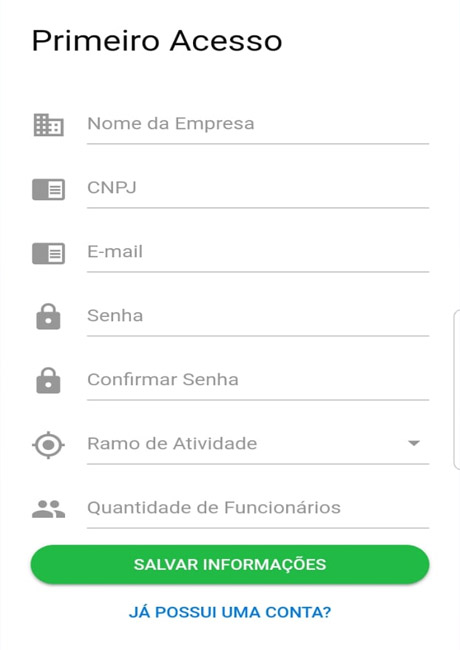 Primeiro Acesso
Nome da Empresa
CNPJ
E-mail
Senha
Confirmar Senha
Ramo de Atividade
Quantidade de Funcionários
SALVAR INFORMAÇÕES
JÁ POSSUI UMA CONTA?